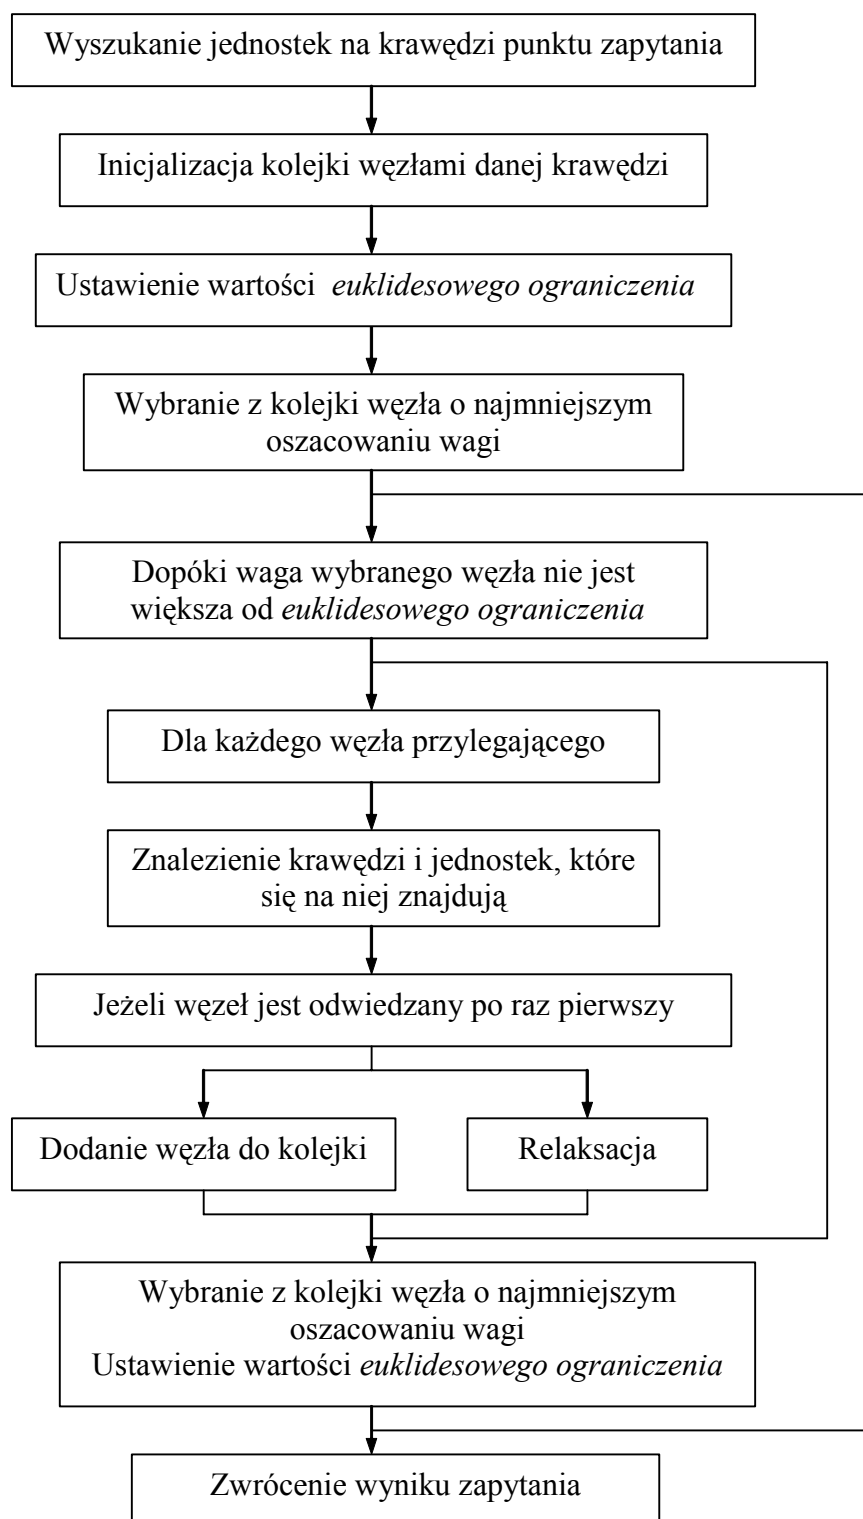 Wyszukanie jednostek na krawędzi punktu zapytania
Inicjalizacja kolejki węzłami danej krawędzi
Ustawienie wartości euklidesowego ograniczenia
Wybranie z kolejki węzła o najmniejszym
oszacowaniu wagi
Dopóki waga wybranego węzła nie jest
większa od euklidesowego ograniczenia
Dla każdego węzła przylegającego
Znalezienie krawędzi i jednostek, które
się na niej znajdują
Jeżeli węzeł jest odwiedzany po raz pierwszy
Dodanie węzła do kolejki
Relaksacja
Wybranie z kolejki węzła o najmniejszym
oszacowaniu wagi
Ustawienie wartości euklidesowego ograniczenia
Zwrócenie wyniku zapytania